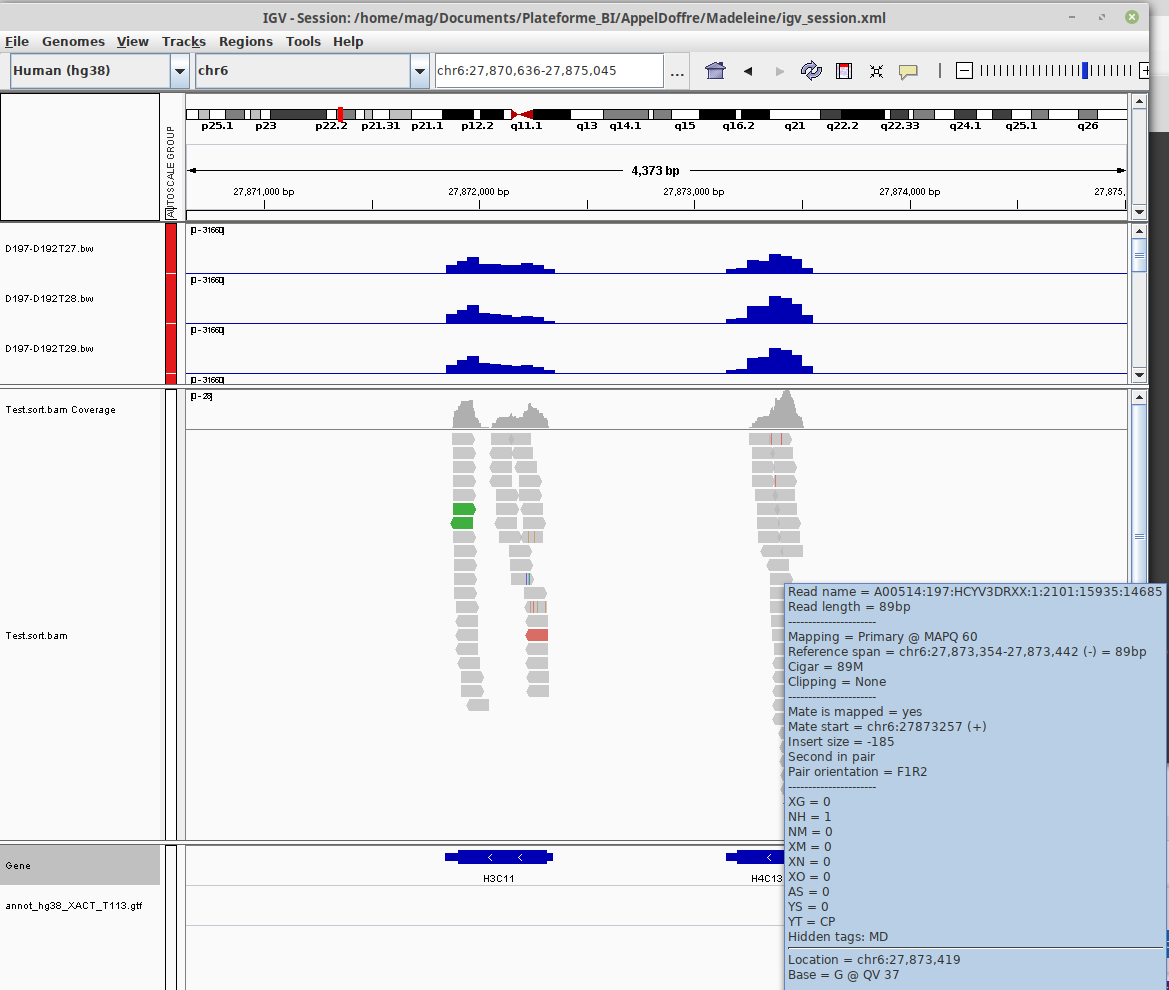 IGV - Session: /home/mag/Documents/Plateforme_BI/AppelDoffre/Madeleine/igv_session.xml
File Genomes View Tracks Regions Tools Help
Human (hg38) chr6 chr6:27,870,636-27,875,045 ...
p25.1 p23 p22.2 p21.31 p21.1 p12.2 q11.1 q13 q14.1 q15 q16.2 q21 q22.2 q22.33 q24.1 q25.1 q26
AUTOSCALE GROUP
4,373 bp
27,871,000 bp 27,872,000 bp 27,873,000 bp 27,874,000 bp 27,875,
[0 - 3166]
D197-D192T27.bw
[0 - 3166]
D197-D192T28.bw
[0 - 3166]
D197-D192T29.bw
[0 - 3166]
[0 - 28]
Test.sort.bam Coverage
Test.sort.bam
Read name = A00514:197:HCYV3DRXX:1:2101:15935:14685
Read length = 89bp
----------------------
Mapping = Primary @ MAPQ 60
Reference span = chr6:27,873,354-27,873,442 (-) = 89bp
Cigar = 89M
Clipping = None
----------------------
Mate is mapped = yes
Mate start = chr6:27873257 (+)
Insert size = -185
Second in pair
Pair orientation = F1R2
----------------------
XG = 0
NH = 1
NM = 0
XM = 0
XN = 0
XO = 0
AS = 0
YS = 0
YT = CP
Hidden tags: MD
Location = chr6:27,873,419
Base = G @ QV 37
Gene
H3C11 H4C13
annot_hg38_XACT_T113.gtf